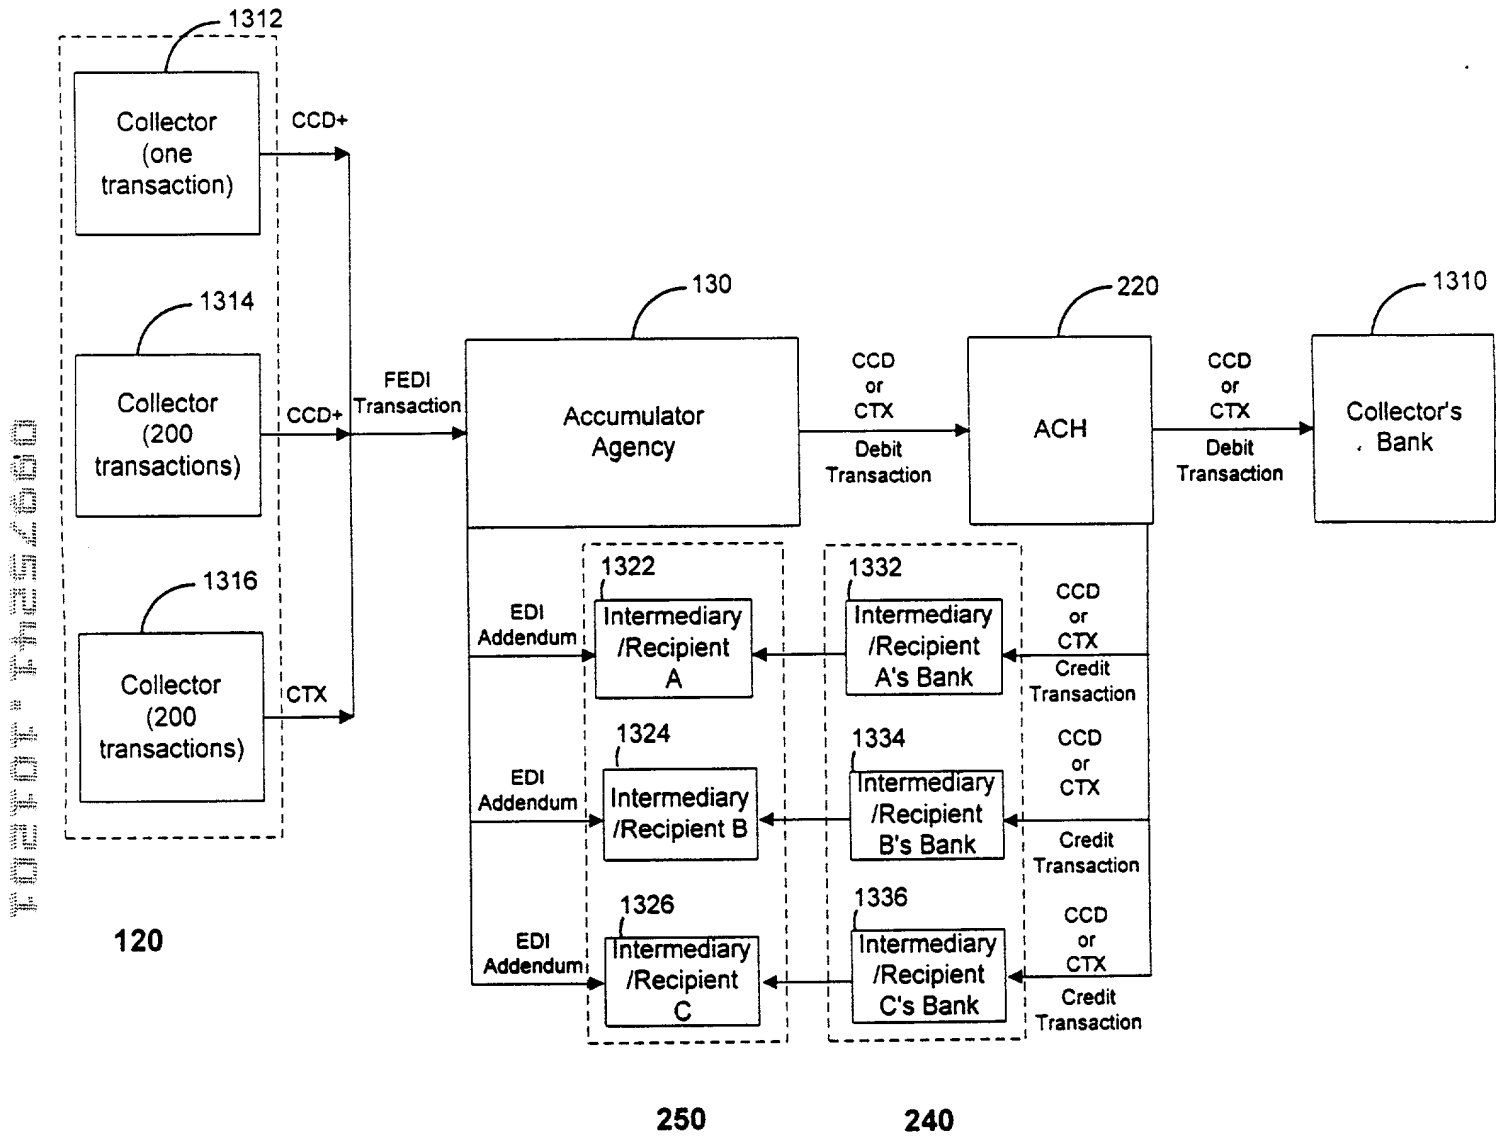 1312
Collector
(one
transaction)
CCD+
1314
Collector
(200
transactions)
CCD+
1316
Collector
(200
transactions)
CTX
120
FEDI
Transaction
130
Accumulator
Agency
CCD
or
CTX
Debit
Transaction
220
ACH
CCD
or
CTX
Debit
Transaction
1310
Collector's
Bank
EDI
Addendum
1322
Intermediary
/Recipient
A
1332
Intermediary
/Recipient
A's Bank
CCD
or
CTX
Credit
Transaction
EDI
Addendum
1324
Intermediary
/Recipient B
1334
Intermediary
/Recipient
B's Bank
CCD
or
CTX
Credit
Transaction
EDI
Addendum
1326
Intermediary
/Recipient
C
1336
Intermediary
/Recipient
C's Bank
CCD
or
CTX
Credit
Transaction
250
240